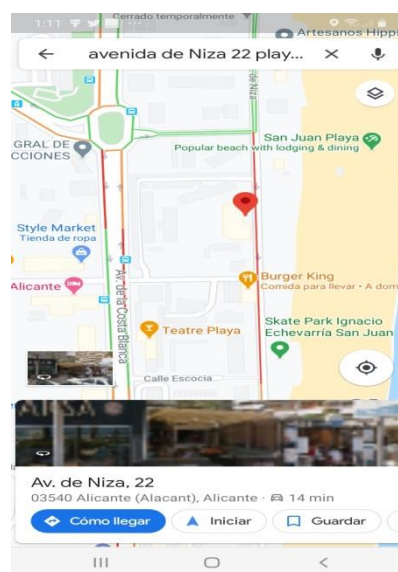 Cerrado temporalmente
1:11
Artesanos Hippi
avenida de Niza 22 play...
de Niza
GRAL DE
CCIONES
San Juan Playa
Popular beach with lodging & dining
Style Market
Tienda de ropa
Alicante
Burger King
Comida para llevar • A dom
Av. de la Costa Blanca
Teatre Playa
Skate Park Ignacio
Echevarría San Juan
Calle Escocia
Av. de Niza, 22
03540 Alicante (Alacant), Alicante · 14 min
Cómo llegar
Iniciar
Guardar